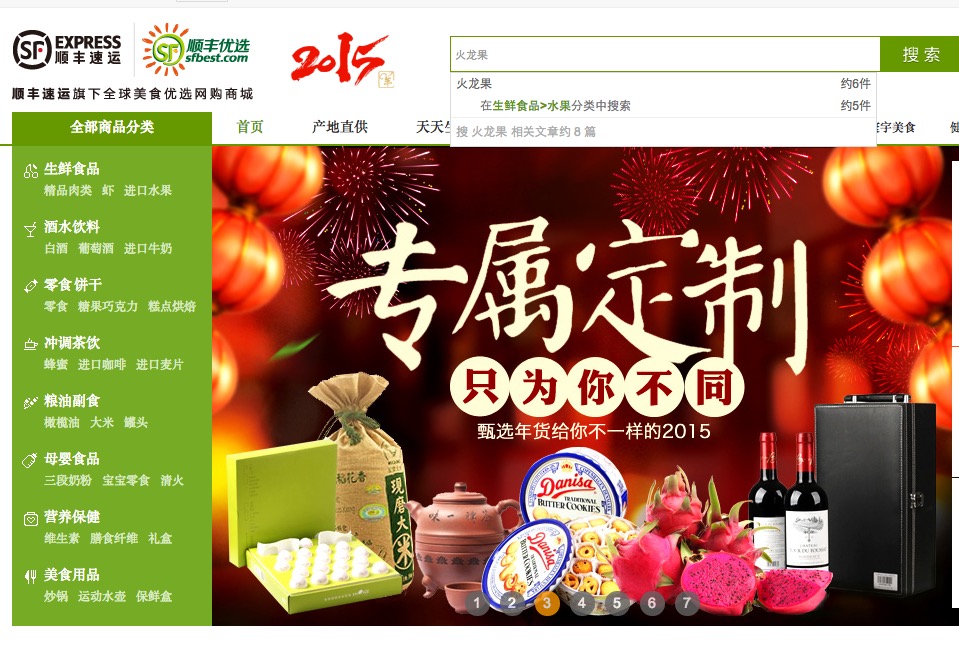 SF EXPRESS
顺丰速运
SF 顺丰优选
sfbest.com
2015
顺丰速运旗下全球美食优选网购商城
火龙果
搜 索
火龙果 约6件
在生鲜食品>水果分类中搜索 约5件
搜 火龙果 相关文章约 8 篇
全部商品分类
首页
产地直供
天天
美食
生鲜食品
精品肉类 虾 进口水果
酒水饮料
白酒 葡萄酒 进口牛奶
零食饼干
零食 糖果巧克力 糕点烘焙
冲调茶饮
蜂蜜 进口咖啡 进口麦片
粮油副食
橄榄油 大米 罐头
母婴食品
三段奶粉 宝宝零食 清火
营养保健
维生素 膳食纤维 礼盒
美食用品
炒锅 运动水壶 保鲜盒
专属定制
只为你不同
甄选年货给你不一样的2015
稻花香
现磨大米
Danisa
TRADITIONAL
BUTTER COOKIES
Danisa
BUTTER COOKIES
1 2 3 4 5 6 7